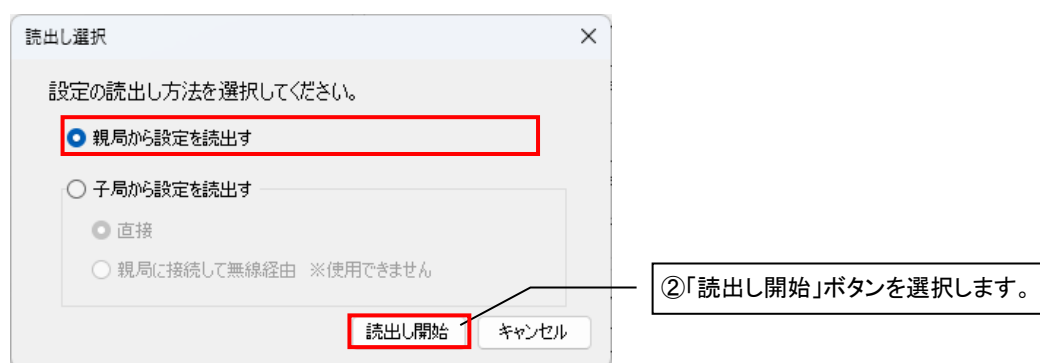 読出し選択
設定の読出し方法を選択してください。
親局から設定を読出す
子局から設定を読出す
直接
親局に接続して無線経由 ※使用できません
②「読出し開始」ボタンを選択します。
読出し開始
キャンセル